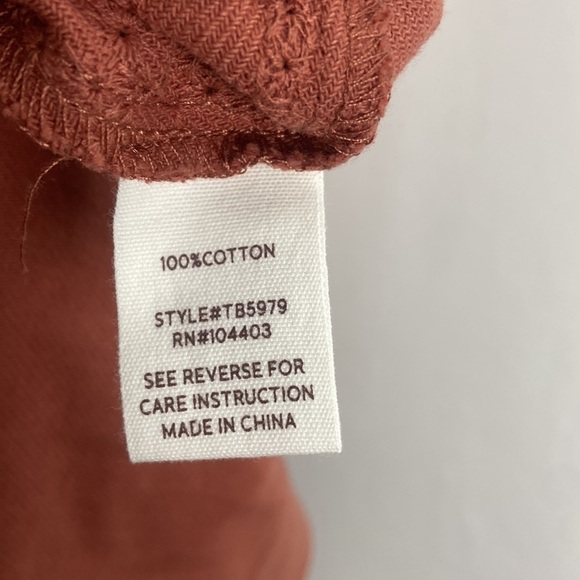 100%COTTON
STYLE#TB5979
RN#104403
SEE REVERSE FOR
CARE INSTRUCTION
MADE IN CHINA